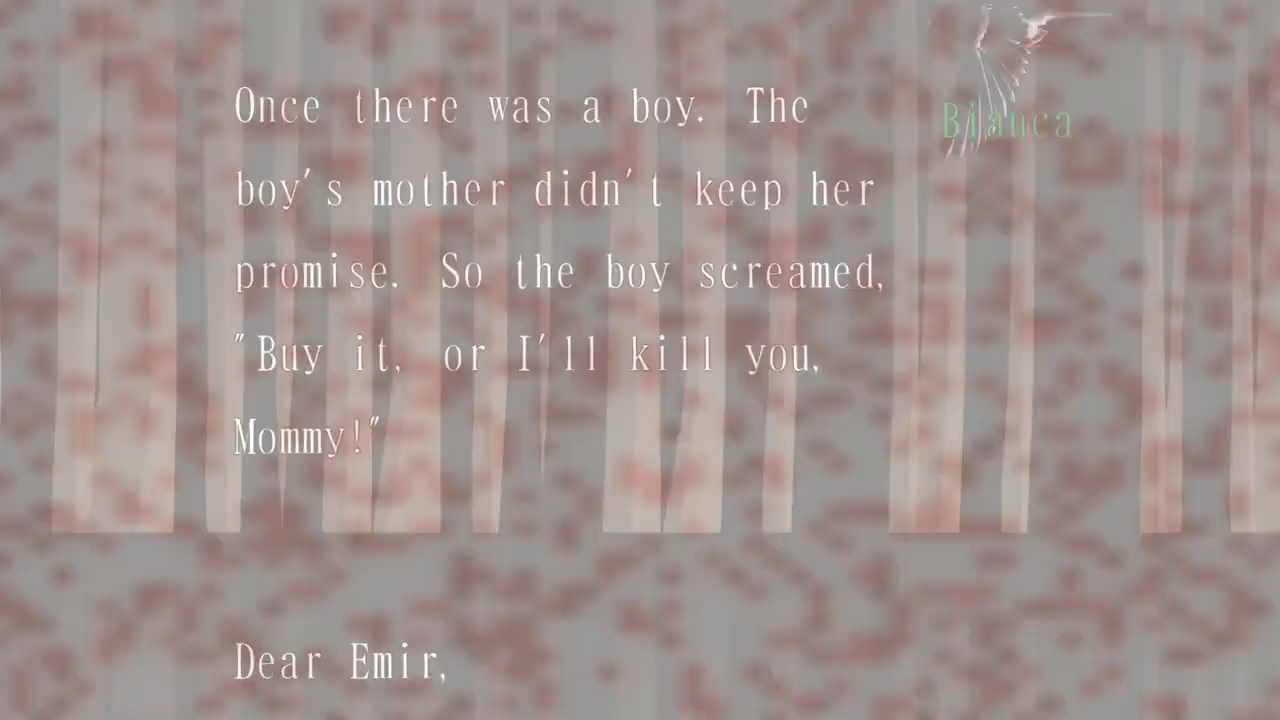 Once there was a boy. The
Bianca
boy's mother didn't keep her
promise. So the boy screamed,
"Buy it, or I'll kill you,
Mommy!"
Dear Emir,